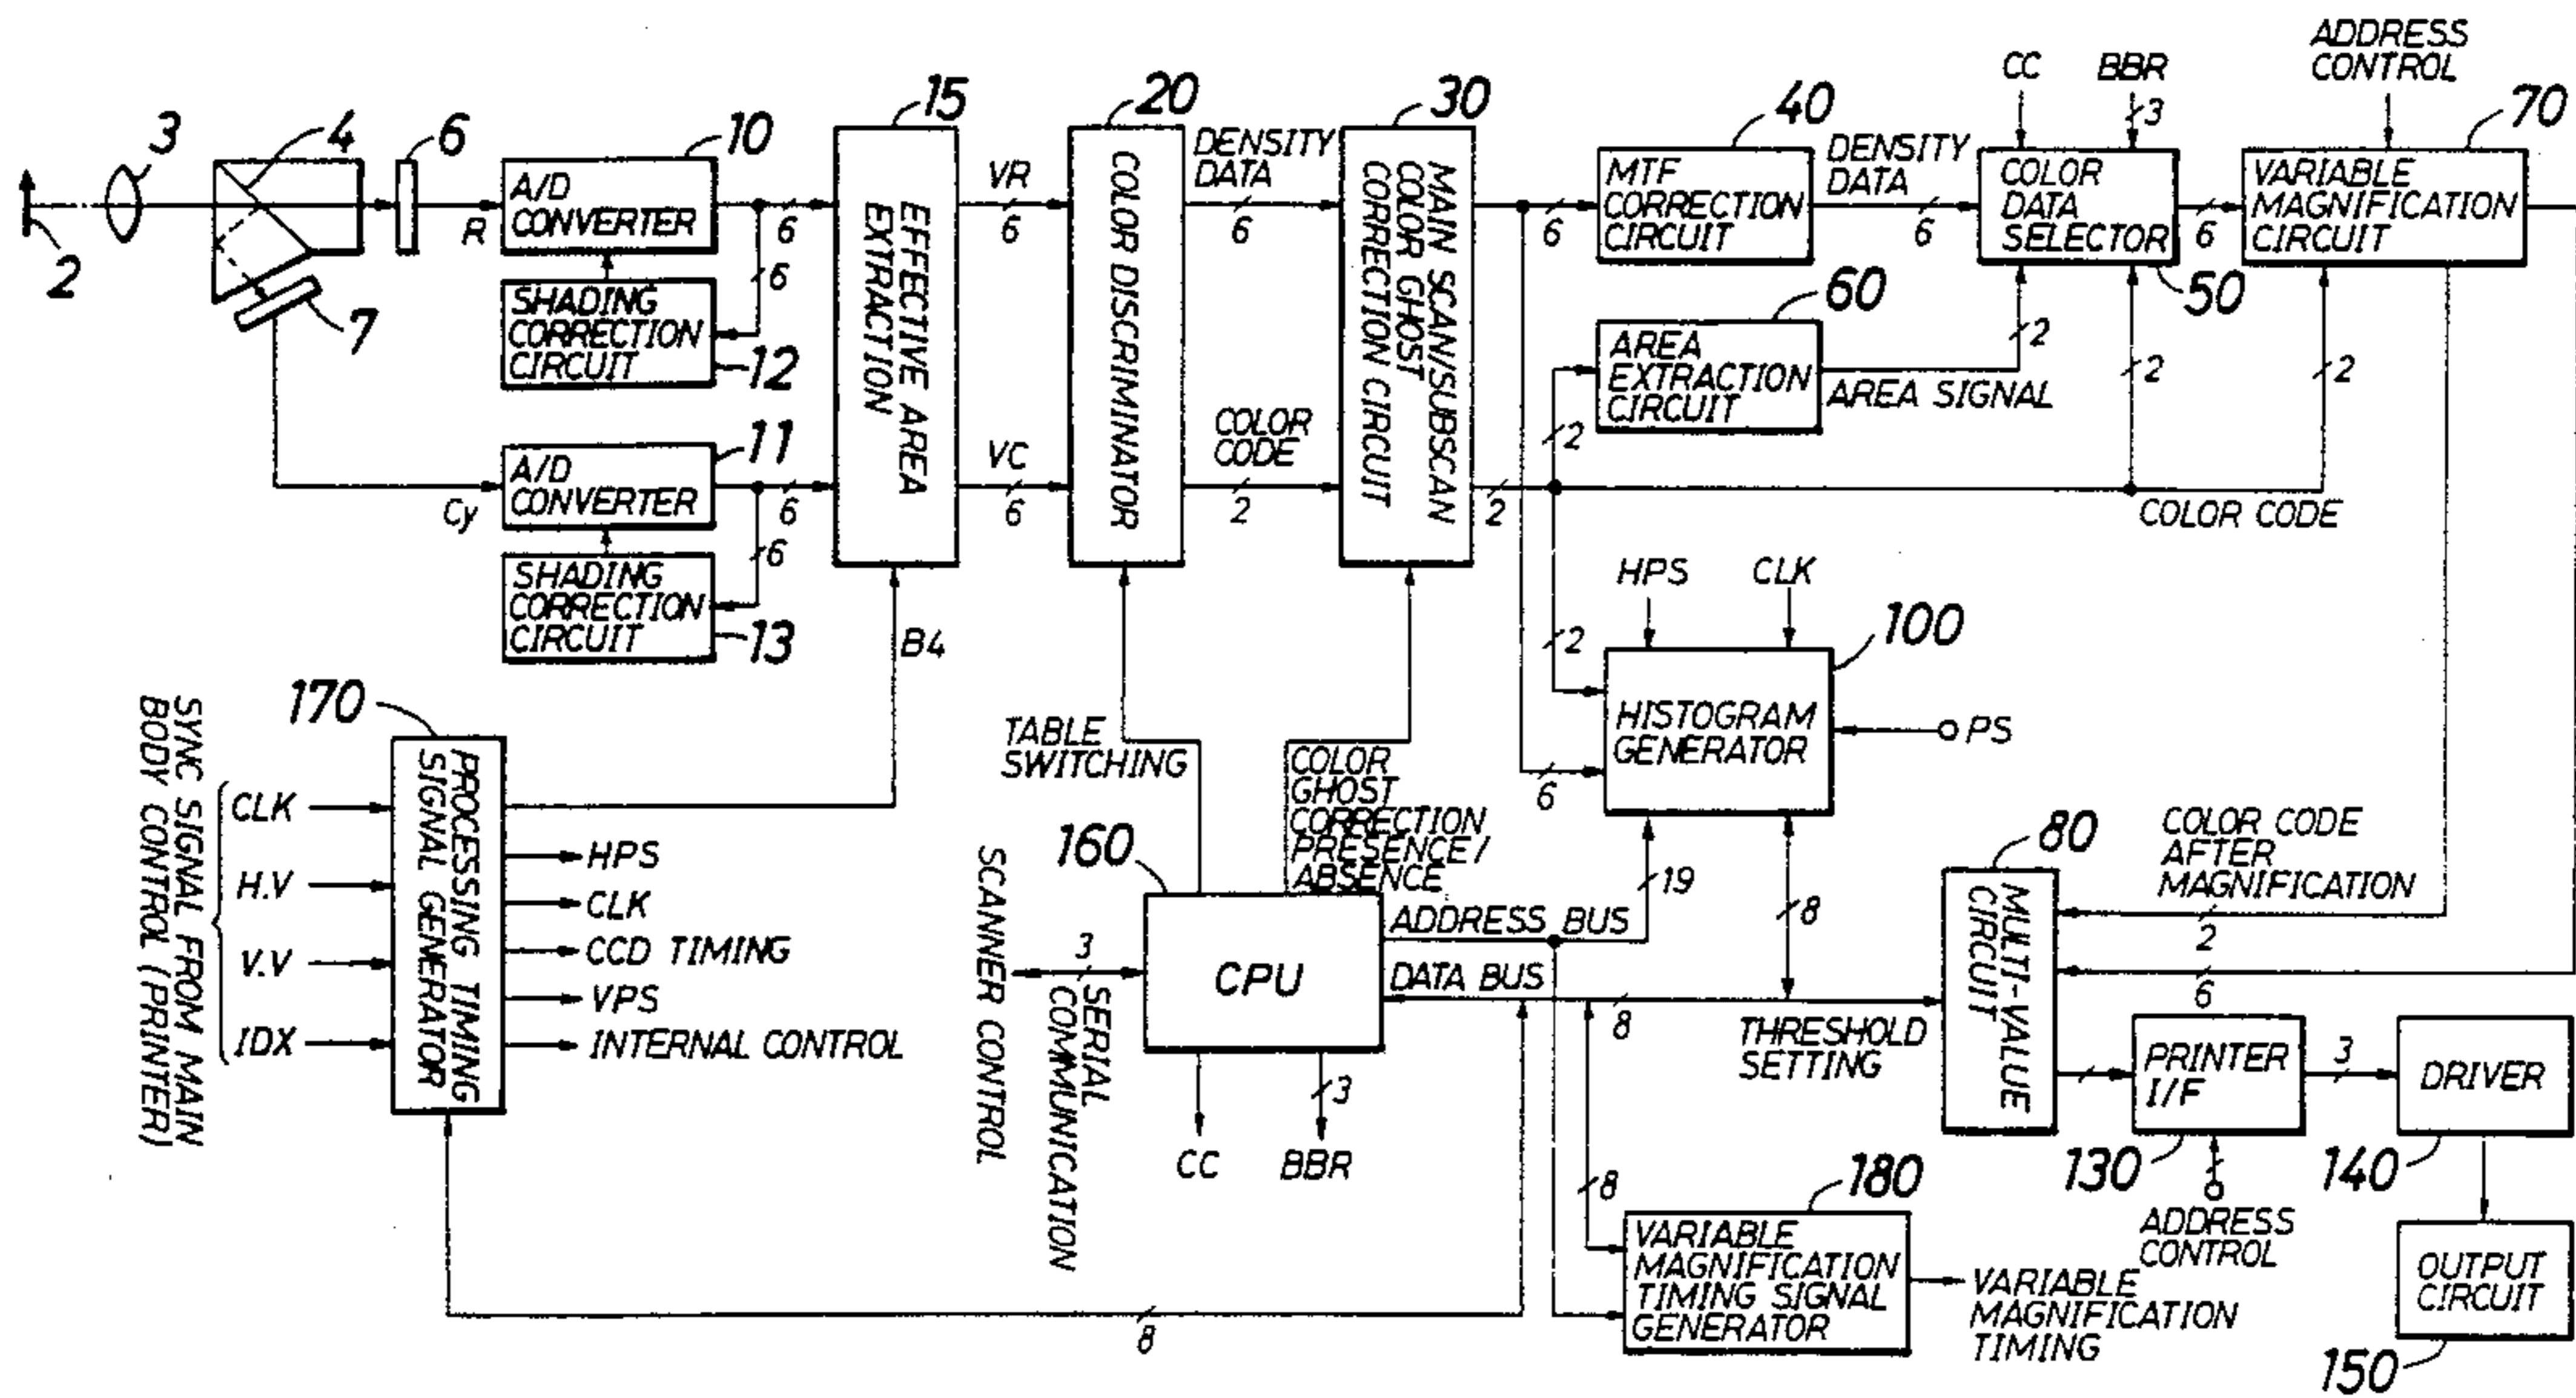 2
3
4
6
7
R
Cy
10
A/D
CONVERTER
6
6
SHADING
CORRECTION
CIRCUIT
12
11
A/D
CONVERTER
6
6
SHADING
CORRECTION
CIRCUIT
13
15
EFFECTIVE AREA
EXTRACTION
B4
VR
6
VC
6
20
COLOR DISCRIMINATOR
DENSITY
DATA
6
COLOR
CODE
2
30
MAIN SCAN/SUBSCAN
COLOR GHOST
CORRECTION CIRCUIT
2
6
40
MTF
CORRECTION
CIRCUIT
DENSITY
DATA
6
CC
BBR
3
COLOR
DATA
SELECTOR
50
6
ADDRESS
CONTROL
70
VARIABLE
MAGNIFICATION
CIRCUIT
60
AREA
EXTRACTION
CIRCUIT
2
AREA SIGNAL
2
2
2
COLOR CODE
HPS
CLK
100
2
6
HISTOGRAM
GENERATOR
PS
19
8
SYNC SIGNAL FROM MAIN
BODY CONTROL (PRINTER)
CLK
H.V
V.V
IDX
170
PROCESSING TIMING
SIGNAL GENERATOR
HPS
CLK
CCD TIMING
VPS
INTERNAL CONTROL
8
TABLE
SWITCHING
COLOR
GHOST
CORRECTION
PRESENCE/
ABSENCE
160
CPU
3
SERIAL
COMMUNICATION
SCANNER CONTROL
CC
BBR
3
ADDRESS BUS
DATA BUS
8
THRESHOLD
SETTING
80
MULTI-VALUE
CIRCUIT
COLOR CODE
AFTER
MAGNIFICATION
2
6
PRINTER
I/F
130
ADDRESS
CONTROL
3
DRIVER
140
OUTPUT
CIRCUIT
150
8
180
VARIABLE
MAGNIFICATION
TIMING SIGNAL
GENERATOR
VARIABLE
MAGNIFICATION
TIMING